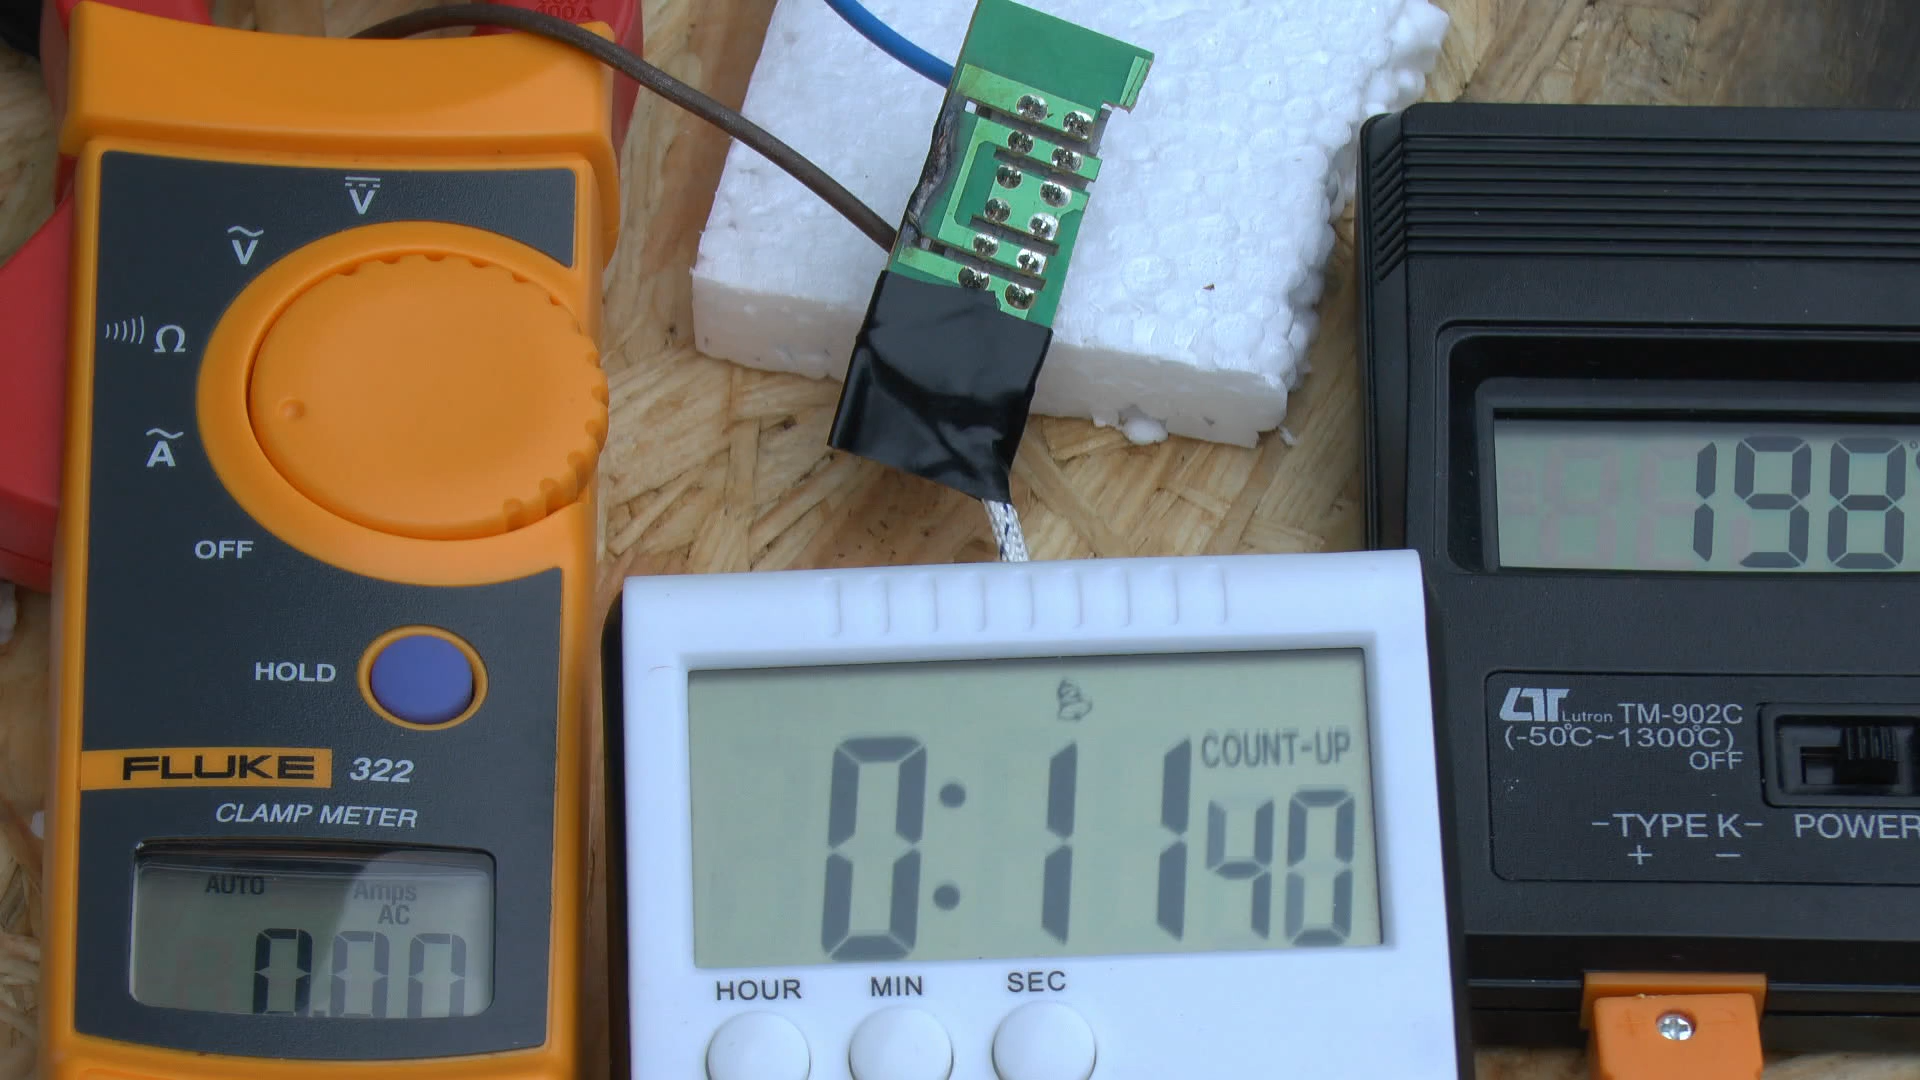 400A
V
V
Ω
A
OFF
HOLD
FLUKE 322
CLAMP METER
AUTO Amps
AC
0.00
198°
LT Lutron TM-902C
(-50°C~1300°C)
OFF
-TYPE K- POWER
+ -
COUNT-UP
0:11 40
HOUR MIN SEC